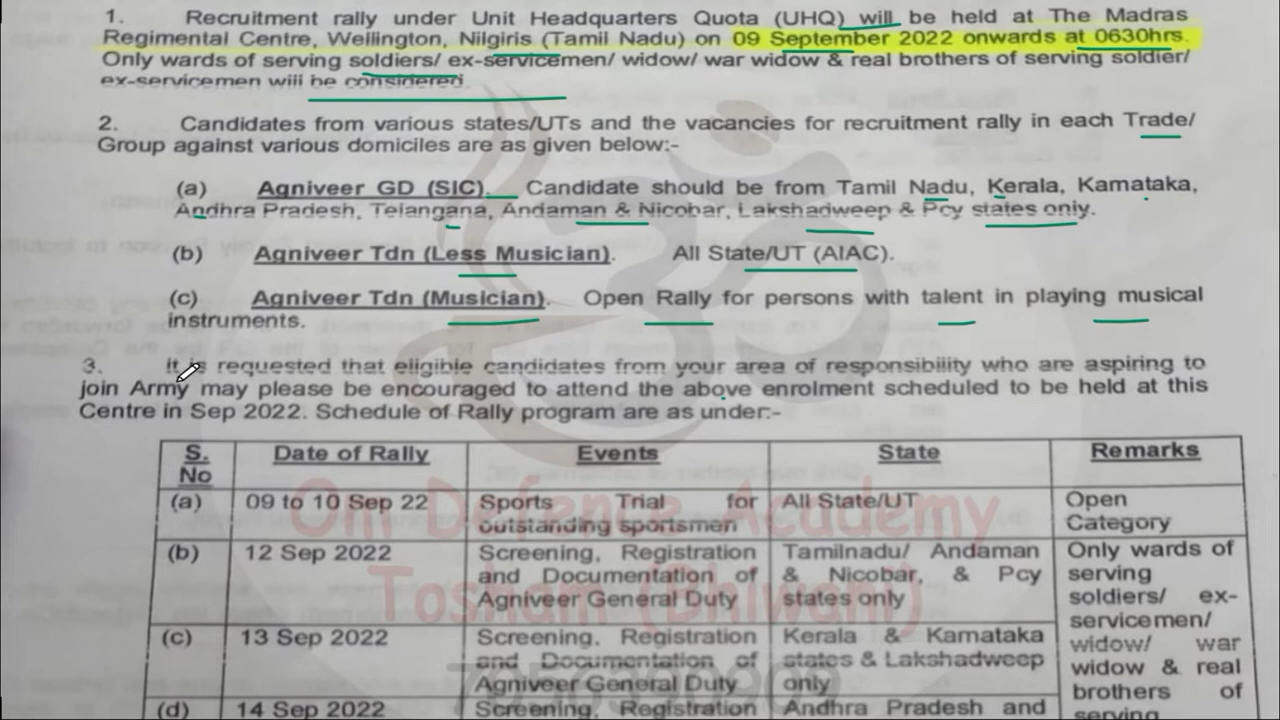 1. Recruitment rally under Unit Headquarters Quota (UHQ) will be held at The Madras
Regimental Centre, Wellington, Nilgiris (Tamil Nadu) on 09 September 2022 onwards at 0630hrs.
Only wards of serving soldiers/ ex-servicemen/ widow/ war widow & real brothers of serving soldier/
ex-servicemen will be considered.
2. Candidates from various states/UTs and the vacancies for recruitment rally in each Trade/
Group against various domiciles are as given below:-
(a) Agniveer GD (SIC). Candidate should be from Tamil Nadu, Kerala, Karnataka,
Andhra Pradesh, Telangana, Andaman & Nicobar, Lakshadweep & Pcy states only.
(b) Agniveer Tdn (Less Musician). All State/UT (AIAC).
(c) Agniveer Tdn (Musician). Open Rally for persons with talent in playing musical
instruments.
3. It is requested that eligible candidates from your area of responsibility who are aspiring to
join Army may please be encouraged to attend the above enrolment scheduled to be held at this
Centre in Sep 2022. Schedule of Rally program are as under:-
S. No Date of Rally Events State Remarks
(a) 09 to 10 Sep 22 Sports Trial for All State/UT Open
outstanding sportsmen Category
(b) 12 Sep 2022 Screening, Registration Tamilnadu/ Andaman Only wards of
and Documentation of & Nicobar, & Pcy serving
Agniveer General Duty states only soldiers/ ex-
servicemen/
(c) 13 Sep 2022 Screening, Registration Kerala & Karnataka widow/ war
and Documentation of states & Lakshadweep widow & real
Agniveer General Duty only brothers of
(d) 14 Sep 2022 Screening, Registration Andhra Pradesh and serving
Om Defence Academy
Tosham (Bhiwani)